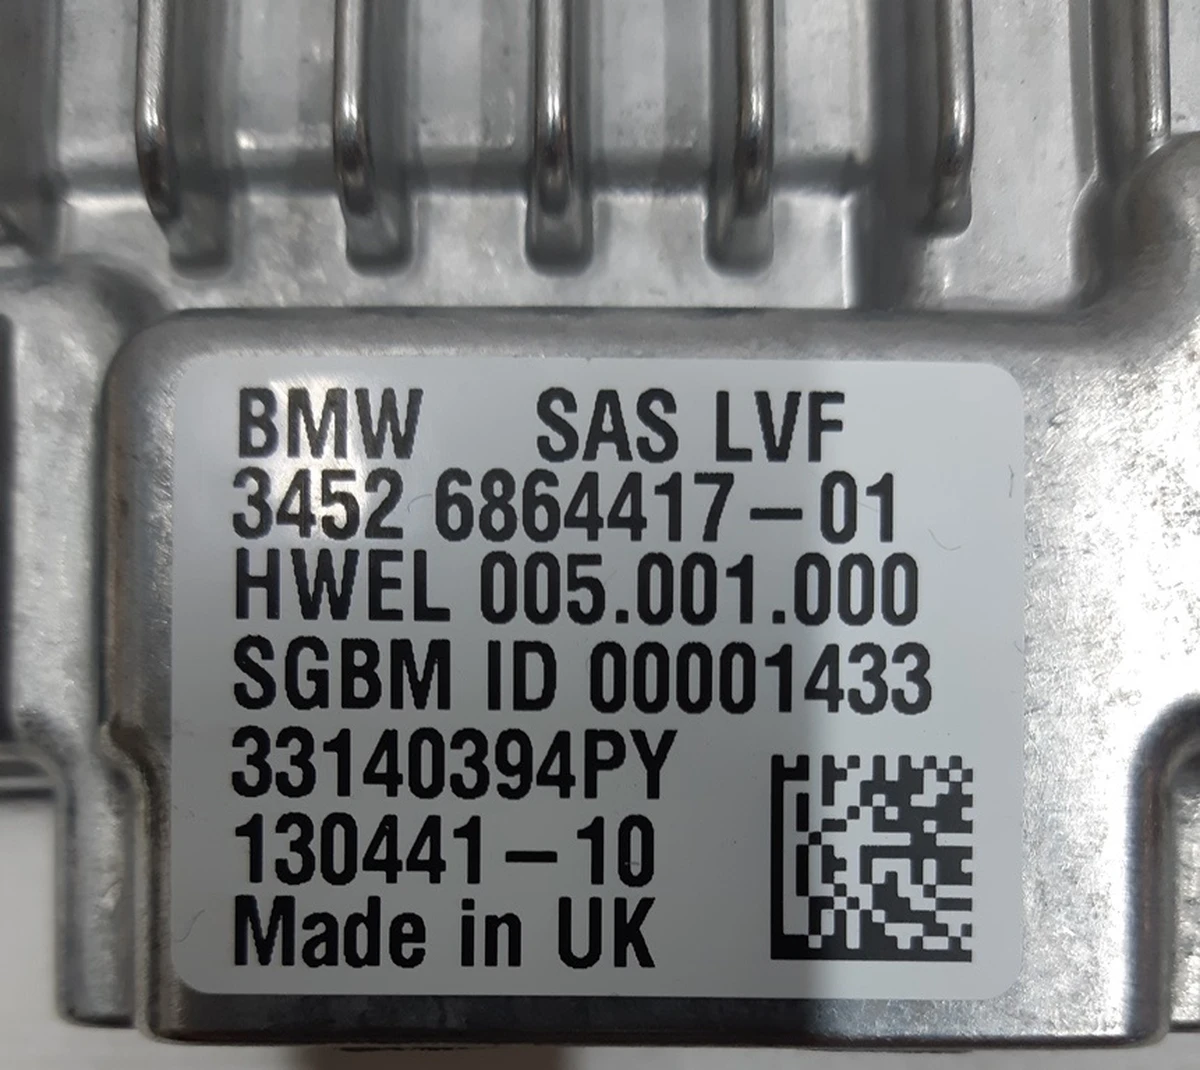 BMW SAS LVF
3452 6864417-01
HWEL 005.001.000
SGBM ID 00001433
33140394PY
130441-10
Made in UK